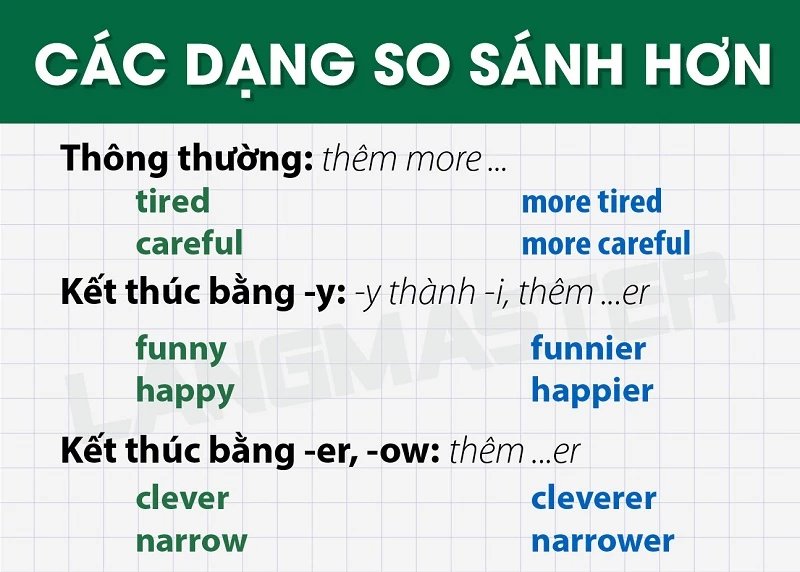 CÁC DẠNG SO SÁNH HƠN
Thông thường: thêm more ...
tired more tired
careful more careful
Kết thúc bằng -y: -y thành -i, thêm ...er
funny funnier
happy happier
Kết thúc bằng -er, -ow: thêm ...er
clever cleverer
narrow narrower
LANGMASTER